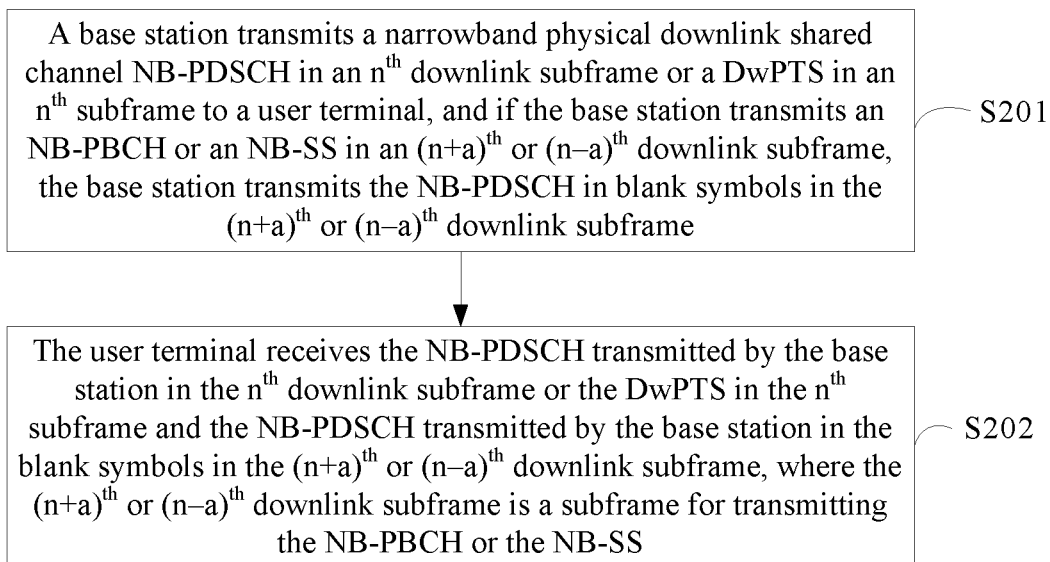 A base station transmits a narrowband physical downlink shared
channel NB-PDSCH in an nth downlink subframe or a DwPTS in an
nth subframe to a user terminal, and if the base station transmits an
NB-PBCH or an NB-SS in an (n+a)th or (n–a)th downlink subframe,
the base station transmits the NB-PDSCH in blank symbols in the
(n+a)th or (n–a)th downlink subframe
S201
The user terminal receives the NB-PDSCH transmitted by the base
station in the nth downlink subframe or the DwPTS in the nth
subframe and the NB-PDSCH transmitted by the base station in the
blank symbols in the (n+a)th or (n–a)th downlink subframe, where the
(n+a)th or (n–a)th downlink subframe is a subframe for transmitting
the NB-PBCH or the NB-SS
S202